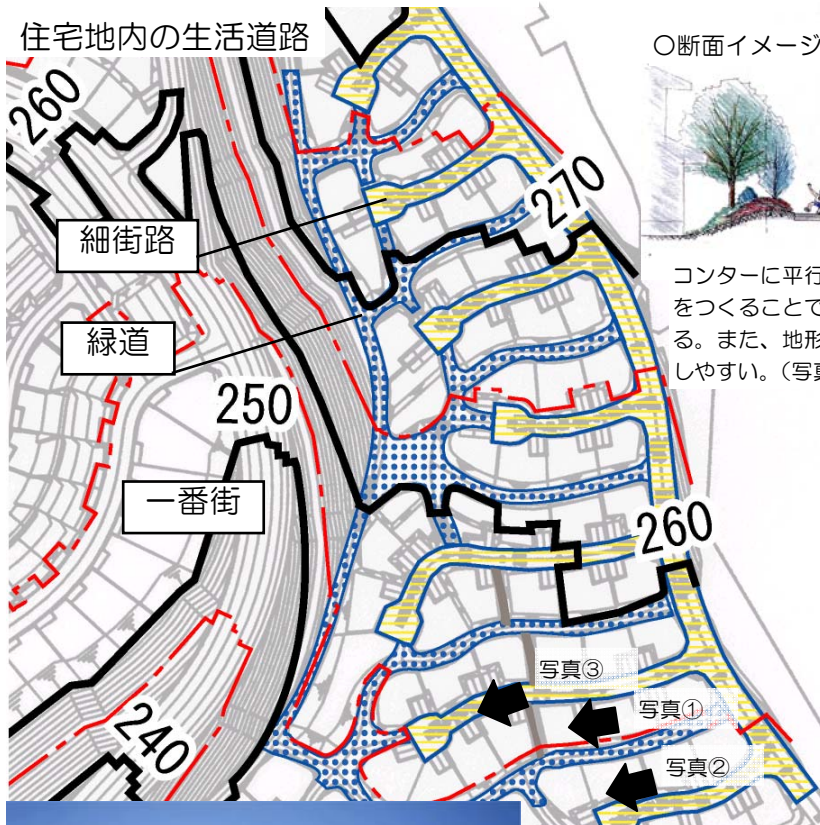 住宅地内の生活道路
〇断面イメージ
260
270
細街路
コンターに平行
をつくることで
る。また、地形
しやすい。（写真
緑道
250
一番街
260
写真③
写真①
240
写真②